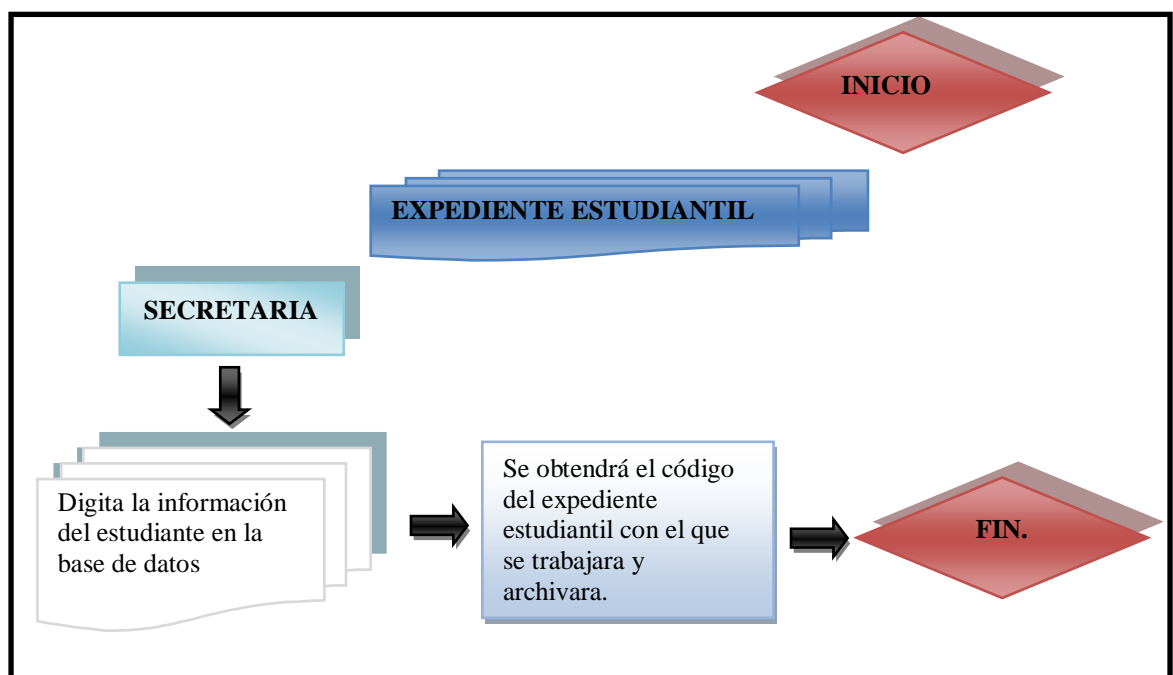 INICIO
EXPEDIENTE ESTUDIANTIL
SECRETARIA
Digita la información
del estudiante en la
base de datos
Se obtendrá el código
del expediente
estudiantil con el que
se trabajara y
archivara.
FIN.